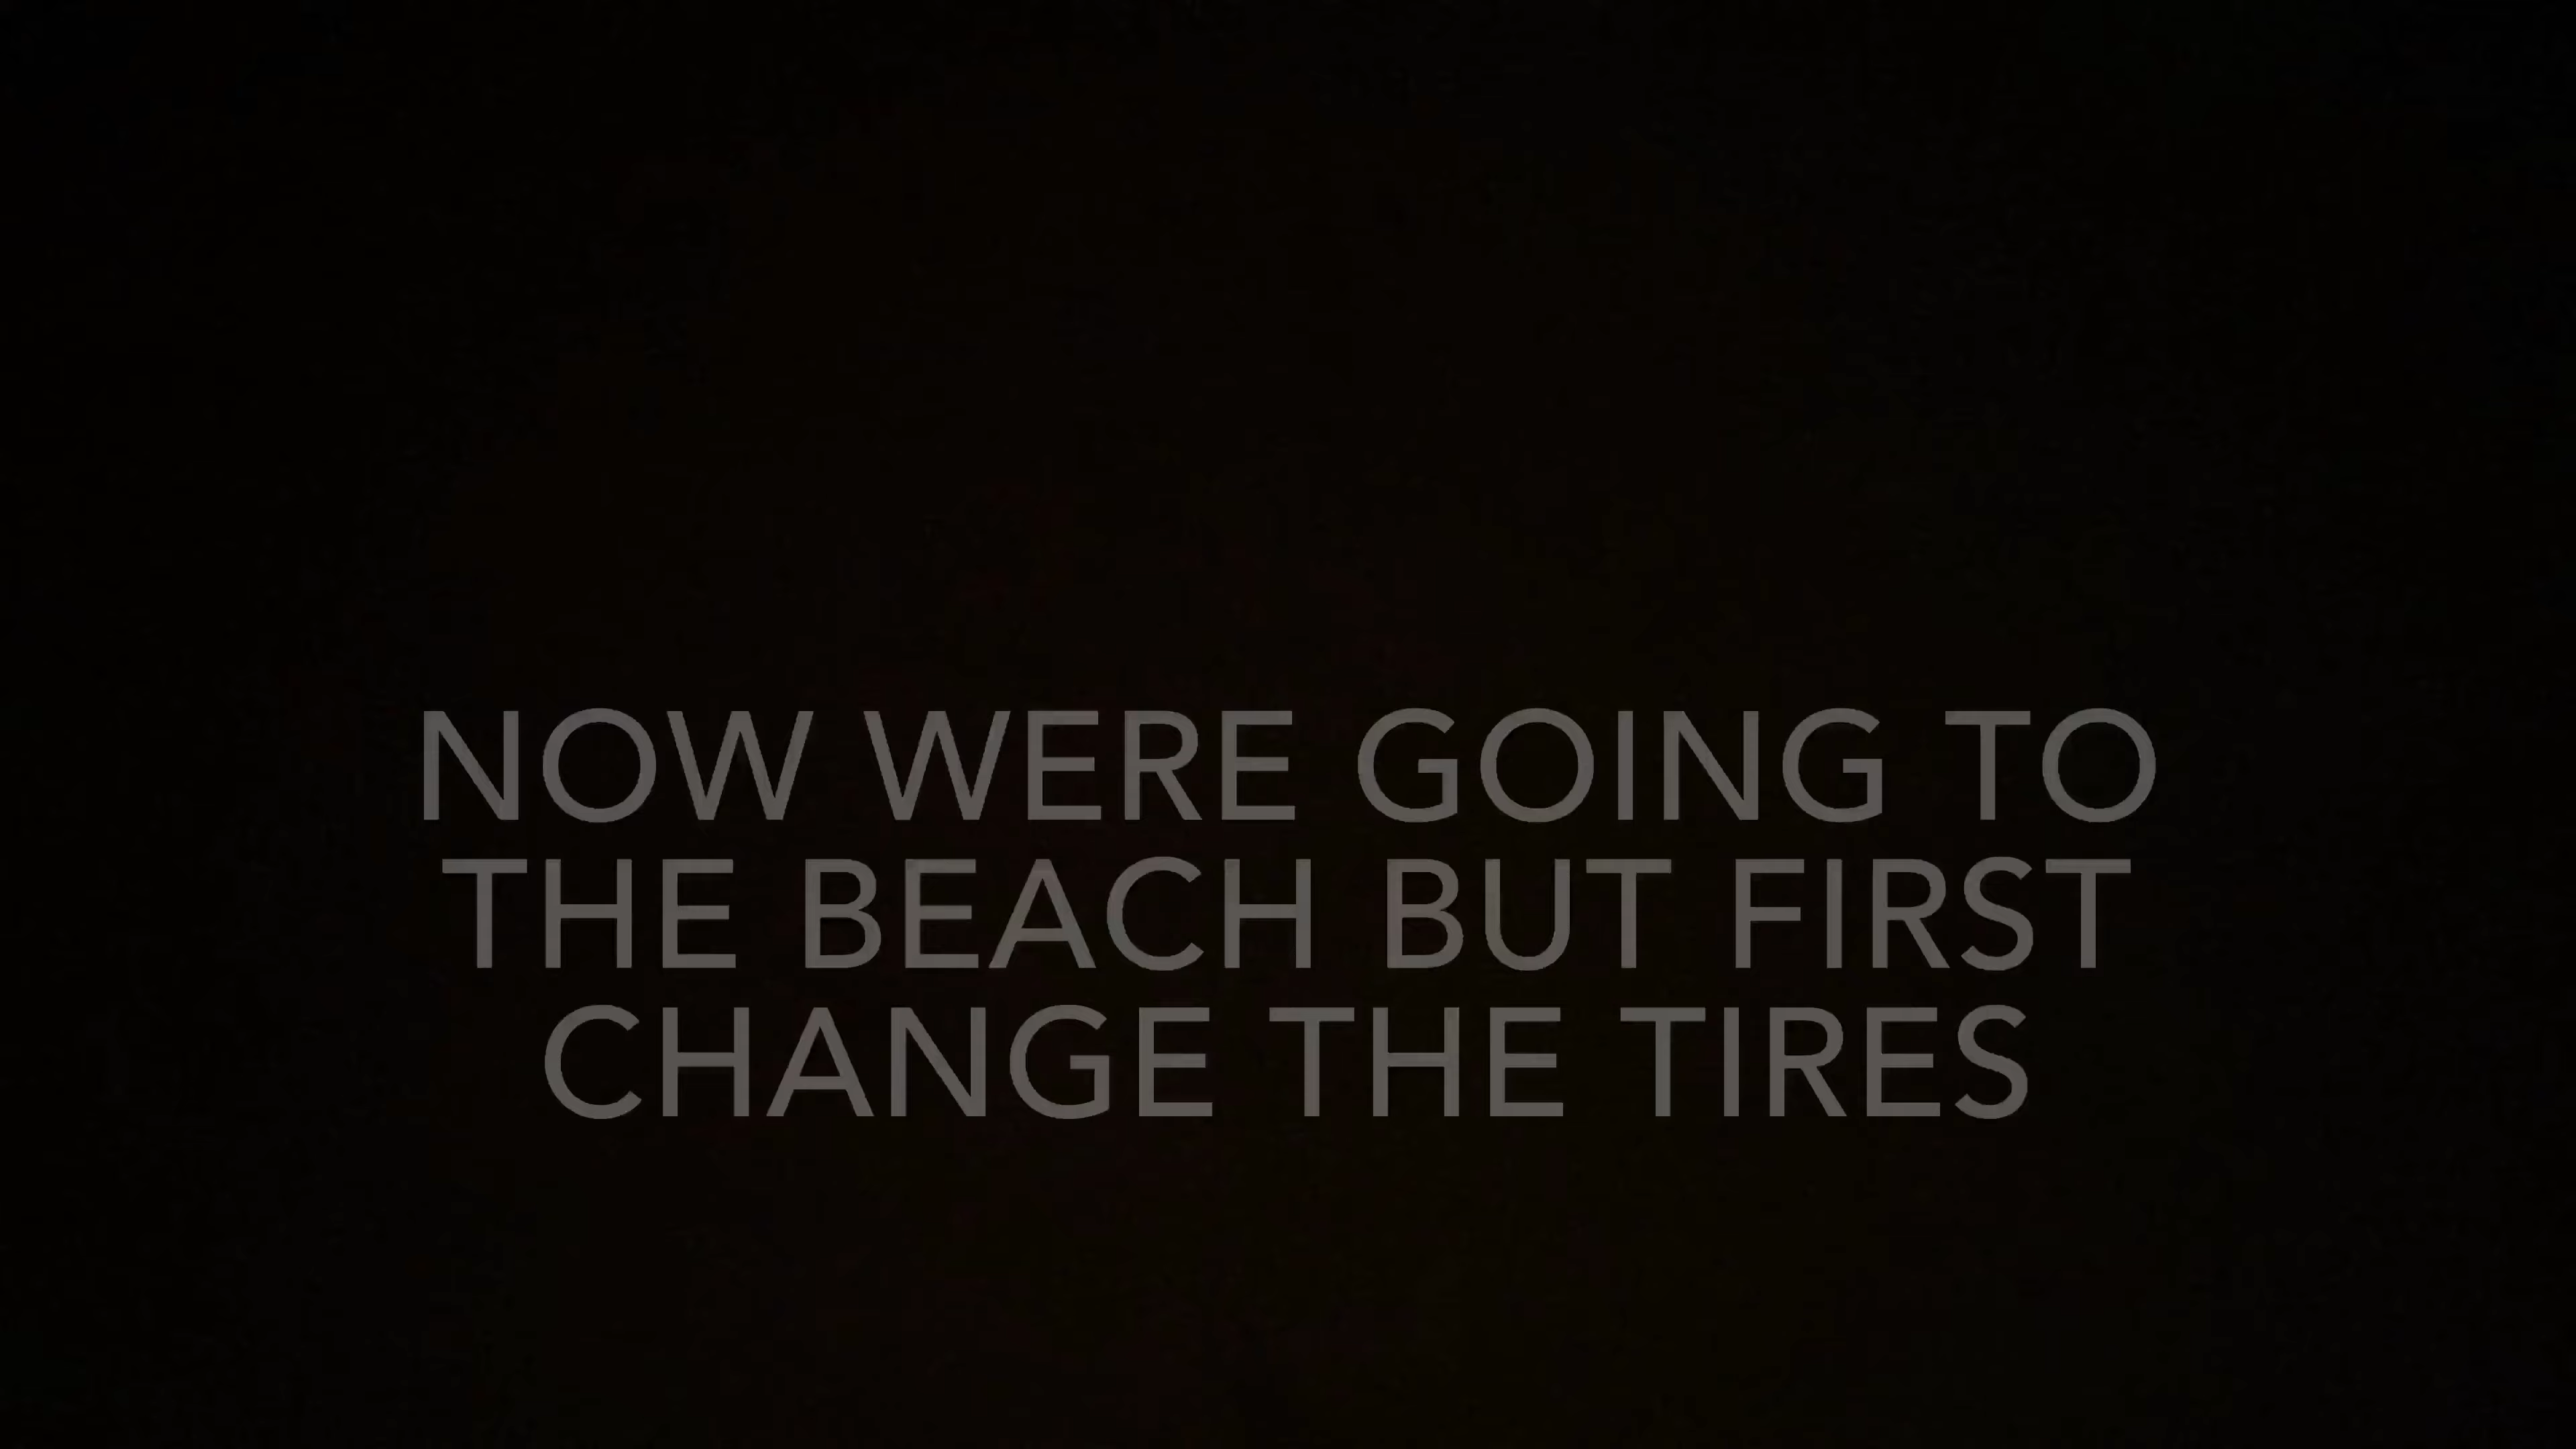 NOW WERE GOING TO
THE BEACH BUT FIRST
CHANGE THE TIRES